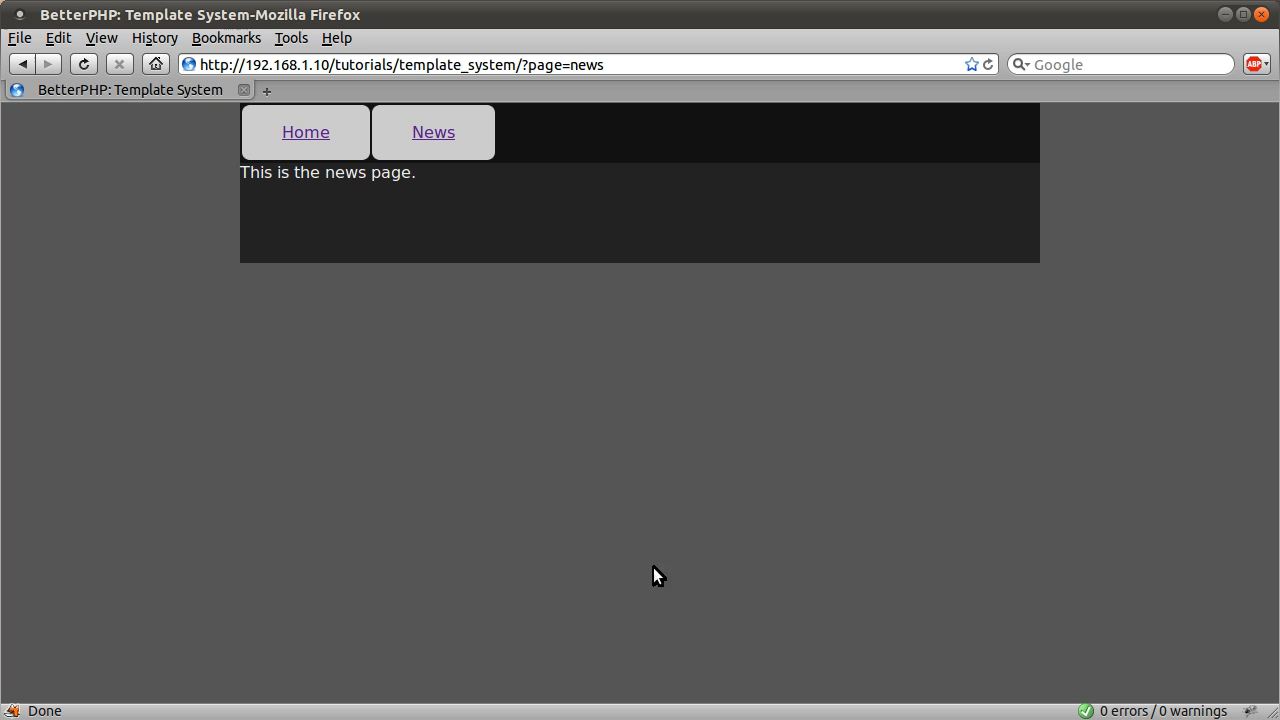 BetterPHP: Template System-Mozilla Firefox
File Edit View History Bookmarks Tools Help
http://192.168.1.10/tutorials/template_system/?page=news
Google
ABP
BetterPHP: Template System
Home News
This is the news page.
Done
0 errors / 0 warnings